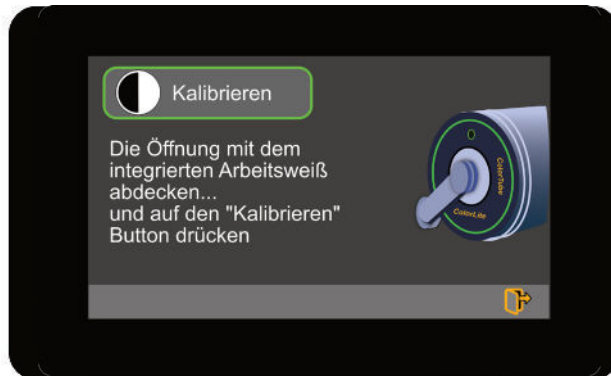 Kalibrieren
Die Öffnung mit dem
integrierten Arbeitsweiß
abdecken...
und auf den "Kalibrieren"
Button drücken
ColorTube
ColorLite